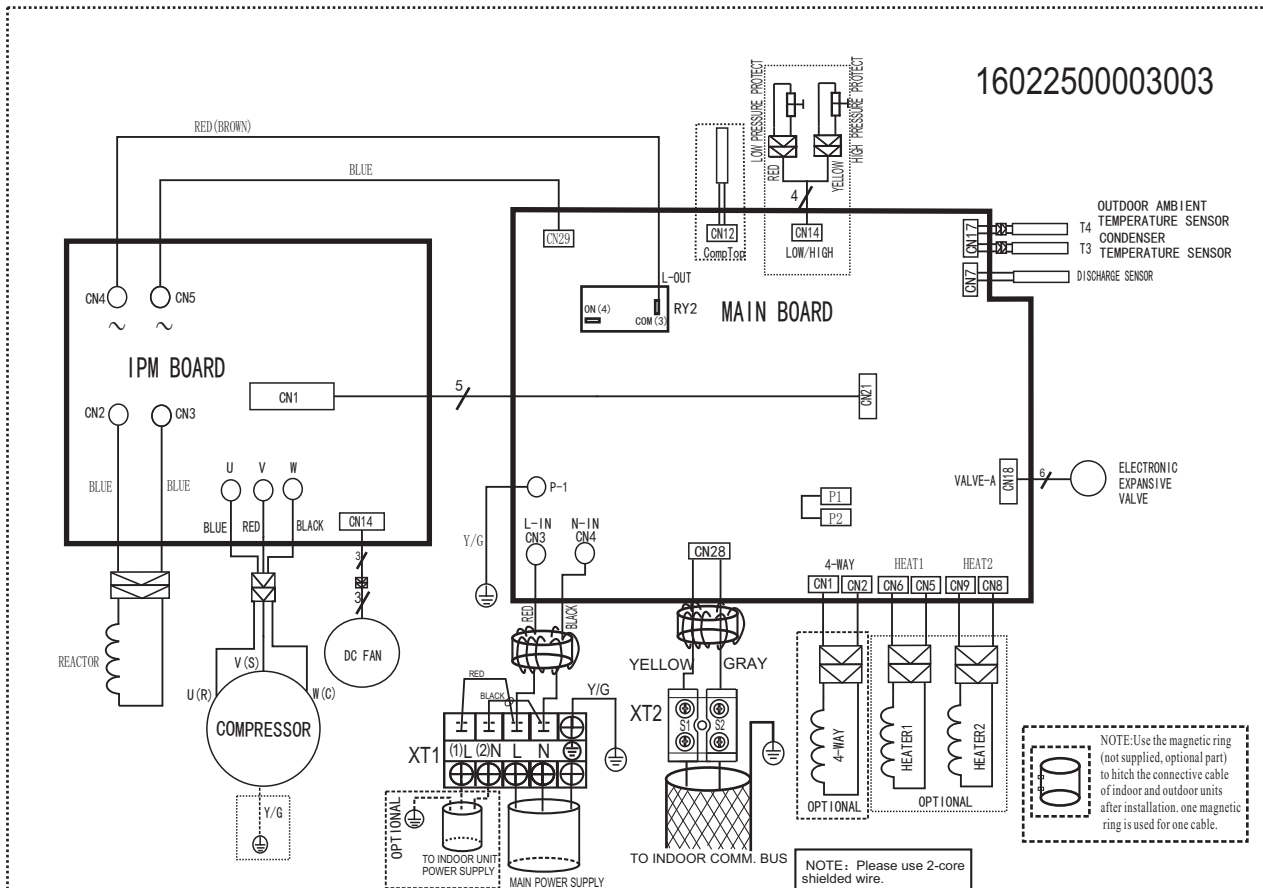 16022500003003
RED(BROWN)
BLUE
LOW PRESSURE PROTECT
HIGH PRESSURE PROTECT
RED
YELLOW
4
CN12
CompTop
CN14
LOW/HIGH
CN29
CN17
T4
OUTDOOR AMBIENT
TEMPERATURE SENSOR
T3
CONDENSER
TEMPERATURE SENSOR
CN7
DISCHARGE SENSOR
L-OUT
ON(4)
COM(3)
RY2
MAIN BOARD
CN4
CN5
~
~
IPM BOARD
CN1
5
CN21
CN2
CN3
BLUE
BLUE
U
V
W
BLUE
RED
BLACK
CN14
3
3
DC FAN
REACTOR
V(S)
U(R)
W(C)
COMPRESSOR
Y/G
P-1
Y/G
L-IN
CN3
N-IN
CN4
RED
BLACK
CN28
P1
P2
VALVE-A
CN18
6
ELECTRONIC
EXPANSIVE
VALVE
4-WAY
HEAT1
HEAT2
CN1
CN2
CN6
CN5
CN9
CN8
YELLOW
GRAY
RED
BLACK
Y/G
XT1
(1)L
(2)N
L
N
XT2
S1
S2
OPTIONAL
TO INDOOR UNIT
POWER SUPPLY
MAIN POWER SUPPLY
TO INDOOR COMM. BUS
4-WAY
OPTIONAL
HEATER1
HEATER2
OPTIONAL
NOTE: Please use 2-core
shielded wire.
NOTE:Use the magnetic ring
(not supplied, optional part)
to hitch the connective cable
of indoor and outdoor units
after installation. one magnetic
ring is used for one cable.